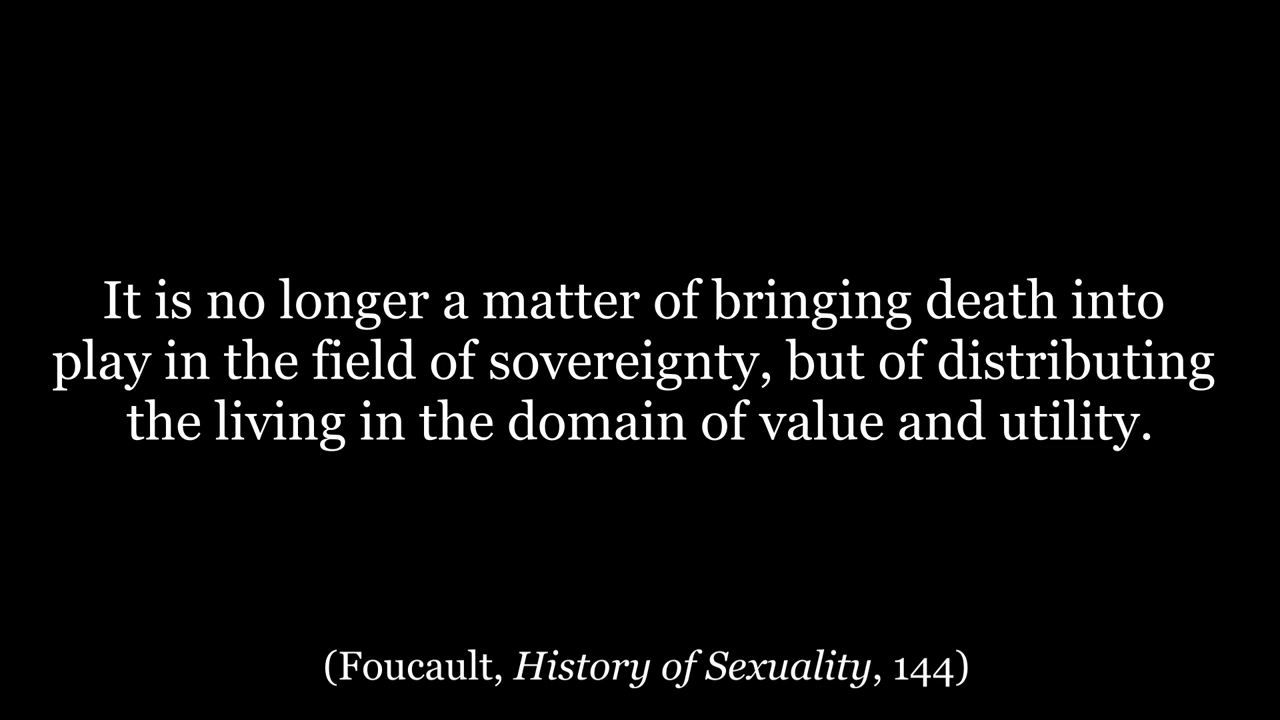 It is no longer a matter of bringing death into
play in the field of sovereignty, but of distributing
the living in the domain of value and utility.
(Foucault, History of Sexuality, 144)